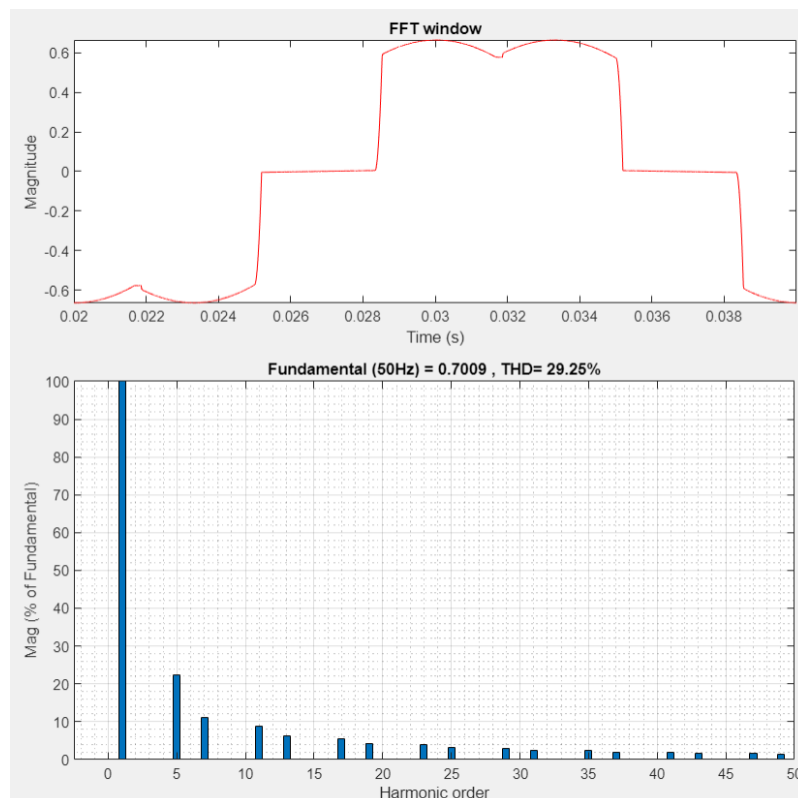 FFT window
0.6
0.4
0.2
0
-0.2
-0.4
-0.6
Magnitude
0.02 0.022 0.024 0.026 0.028 0.03 0.032 0.034 0.036 0.038
Time (s)
Fundamental (50Hz) = 0.7009 , THD= 29.25%
100
90
80
70
60
50
40
30
20
10
0
Mag (% of Fundamental)
0 5 10 15 20 25 30 35 40 45 50
Harmonic order